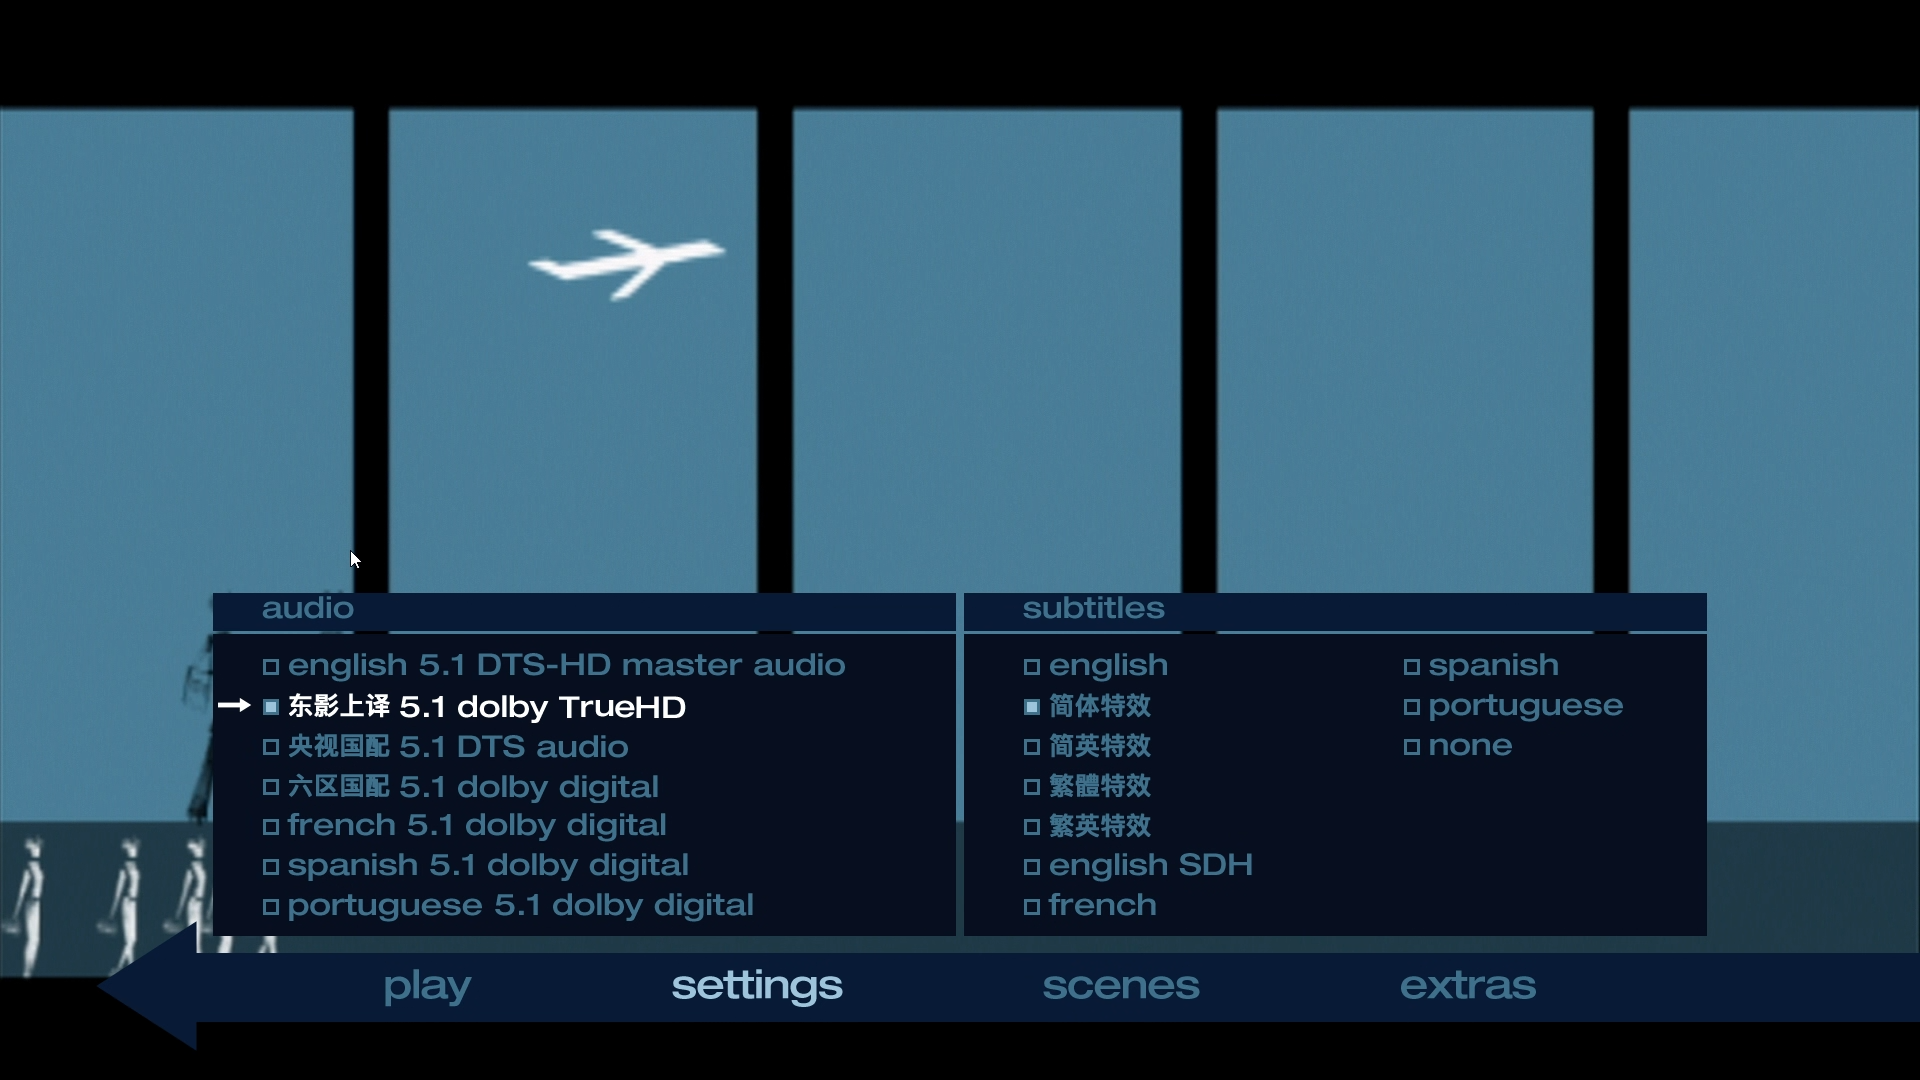 audio
english 5.1 DTS-HD master audio
东影上译 5.1 dolby TrueHD
央视国配 5.1 DTS audio
六区国配 5.1 dolby digital
french 5.1 dolby digital
spanish 5.1 dolby digital
portuguese 5.1 dolby digital
subtitles
english
简体特效
简英特效
繁體特效
繁英特效
english SDH
french
spanish
portuguese
none
play settings scenes extras